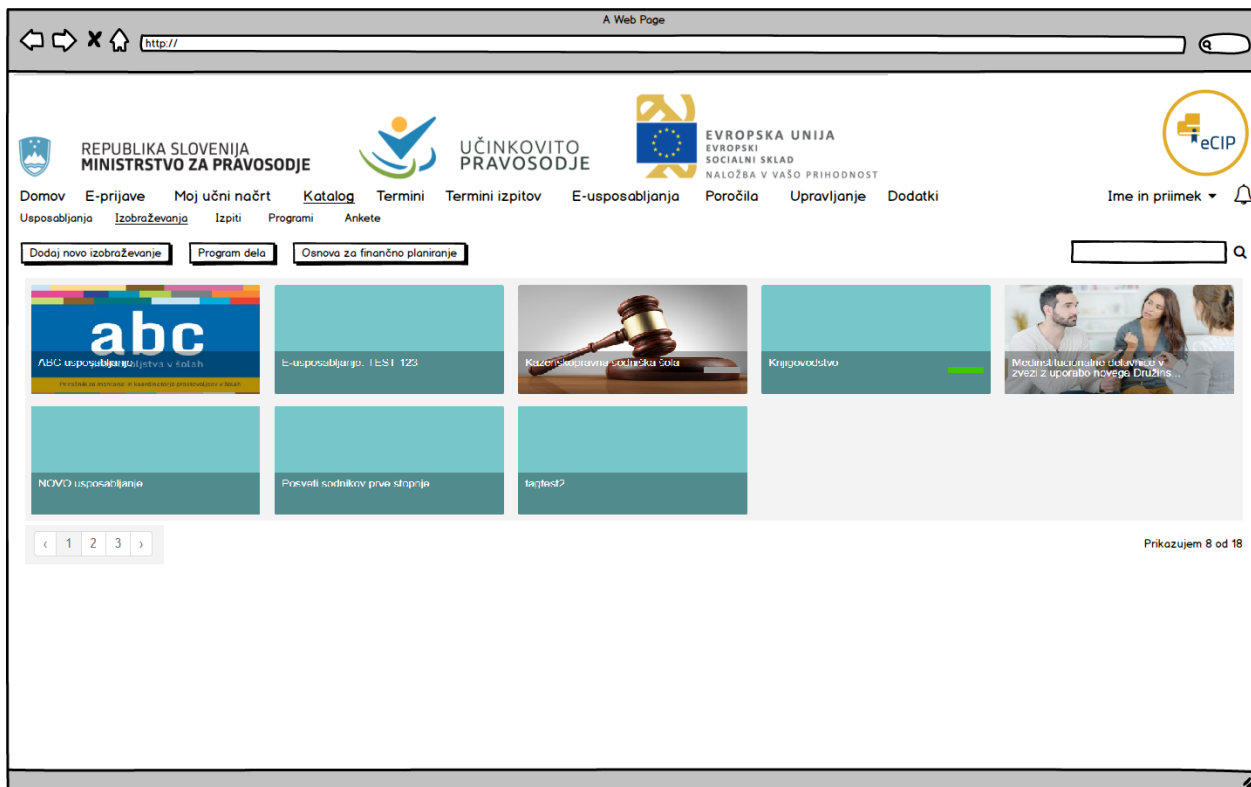 A Web Page
http://
REPUBLIKA SLOVENIJA
MINISTRSTVO ZA PRAVOSODJE
UČINKOVITO
PRAVOSODJE
EVROPSKA UNIJA
EVROPSKI
SOCIALNI SKLAD
NALOŽBA V VAŠO PRIHODNOST
eCIP
Domov E-prijave Moj učni načrt Katalog Termini Termini izpitov E-usposabljanja Poročila Upravljanje Dodatki Ime in priimek
Usposabljanja Izobraževanja Izpiti Programi Ankete
Dodaj novo izobraževanje Program dela Osnova za finančno planiranje
abc
ABC usposabljanje
v šolah
E-usposabljanje, TEST 123
Kazenskopravna sodniška šola
Knjigovodstvo
Medinstitucionalne delavnice v
zvezi z uporabo novega Družins...
NOVO usposabljanje
Posveti sodnikov prve stopnje
tagtest2
‹ 1 2 3 ›
Prikazujem 8 od 18